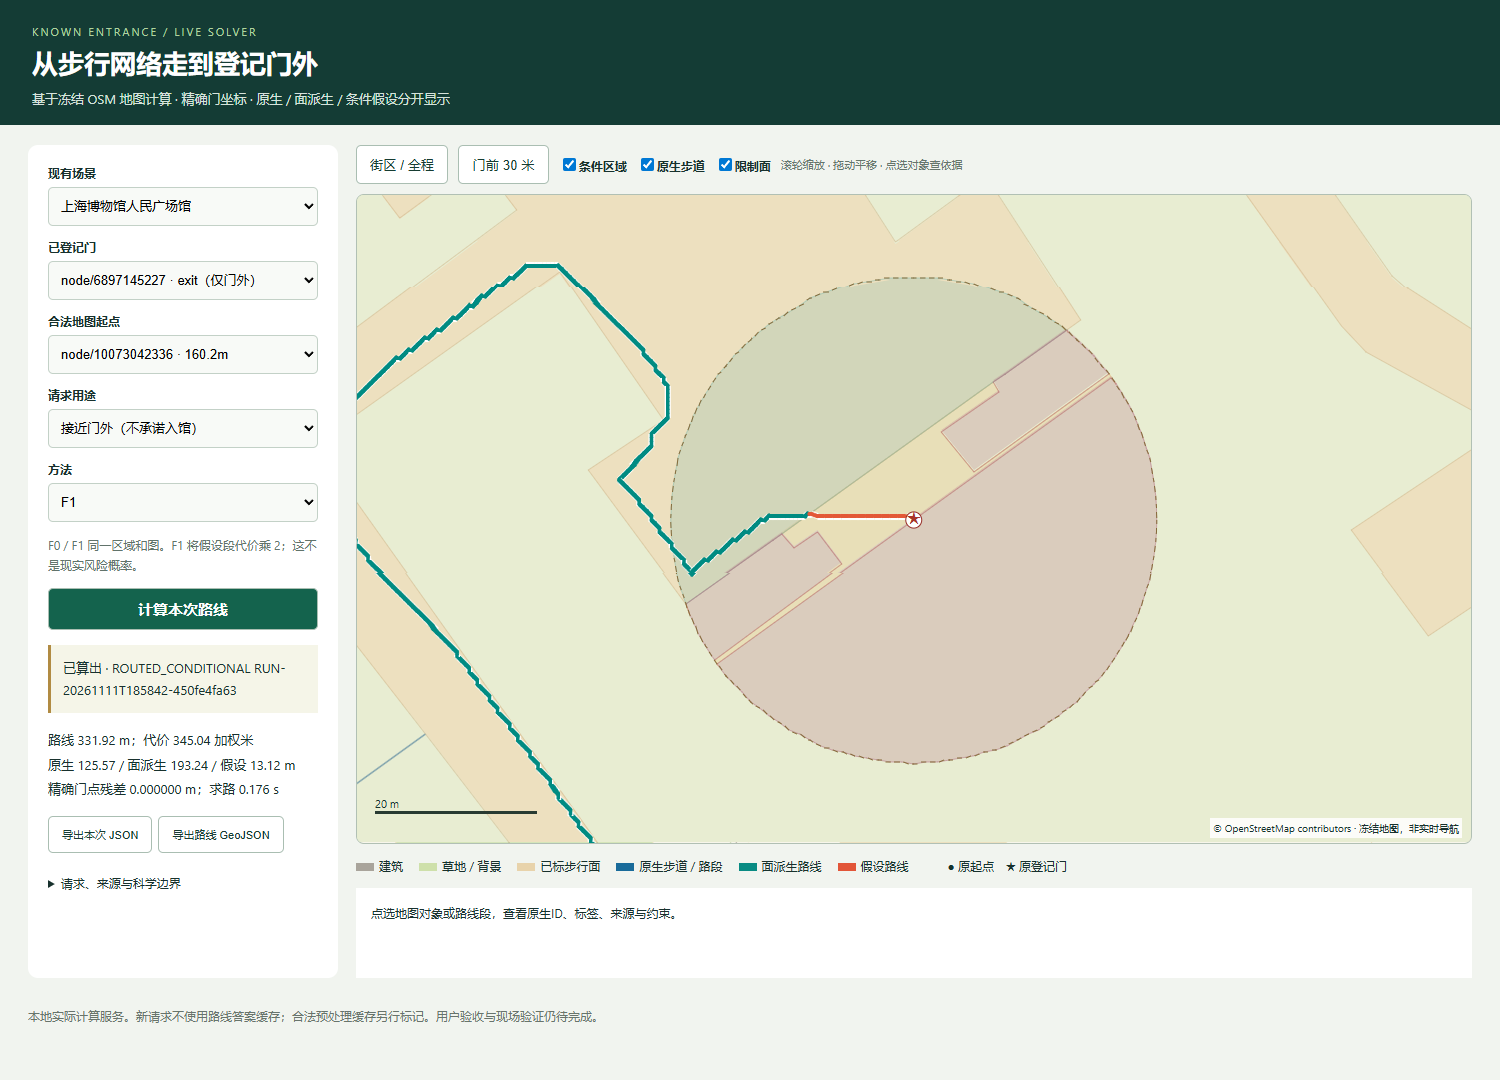 KNOWN ENTRANCE / LIVE SOLVER
从步行网络走到登记门外
基于冻结 OSM 地图计算 · 精确门坐标 · 原生 / 面派生 / 条件假设分开显示
现有场景
上海博物馆人民广场馆
已登记门
node/6897145227 · exit（仅门外）
合法地图起点
node/10073042336 · 160.2m
请求用途
接近门外（不承诺入馆）
方法
F1
F0 / F1 同一区域和图。F1 将假设段代价乘 2；这不
是现实风险概率。
计算本次路线
已算出 · ROUTED_CONDITIONAL RUN-
20261111T185842-450fe4fa63
路线 331.92 m；代价 345.04 加权米
原生 125.57 / 面派生 193.24 / 假设 13.12 m
精确门点残差 0.000000 m；求路 0.176 s
导出本次 JSON
导出路线 GeoJSON
请求、来源与科学边界
街区 / 全程
门前 30 米
条件区域
原生步道
限制面
滚轮缩放 · 拖动平移 · 点选对象查依据
20 m
© OpenStreetMap contributors · 冻结地图，非实时导航
建筑
草地 / 背景
已标步行面
原生步道 / 路段
面派生路线
假设路线
● 原起点
★ 原登记门
点选地图对象或路线段，查看原生ID、标签、来源与约束。
本地实际计算服务。新请求不使用路线答案缓存；合法预处理缓存另行标记。用户验收与现场验证仍待完成。